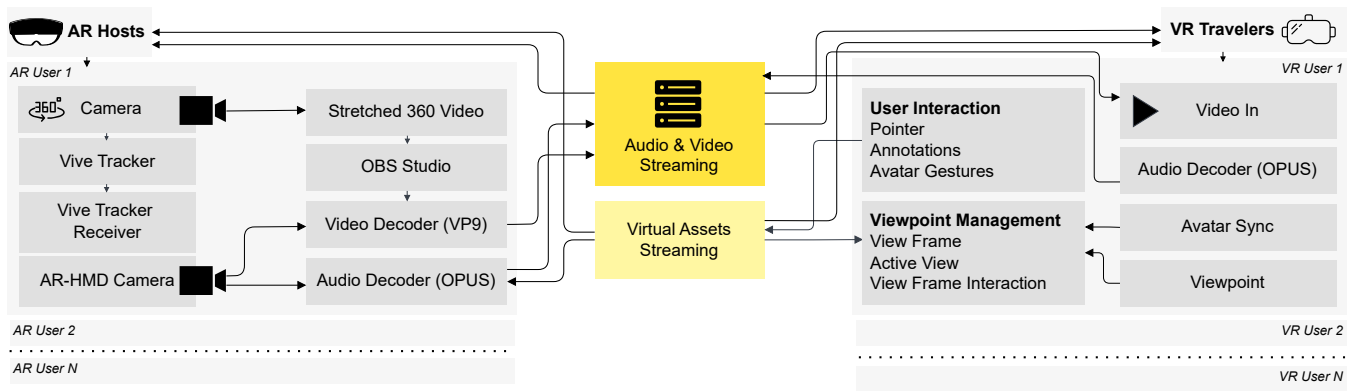 AR Hosts
AR User 1
360°
Camera
Vive Tracker
Vive Tracker
Receiver
AR-HMD Camera
Stretched 360 Video
OBS Studio
Video Decoder (VP9)
Audio Decoder (OPUS)
AR User 2
AR User N
Audio & Video
Streaming
Virtual Assets
Streaming
VR Travelers
VR User 1
User Interaction
Pointer
Annotations
Avatar Gestures
Viewpoint Management
View Frame
Active View
View Frame Interaction
Video In
Audio Decoder (OPUS)
Avatar Sync
Viewpoint
VR User 2
VR User N